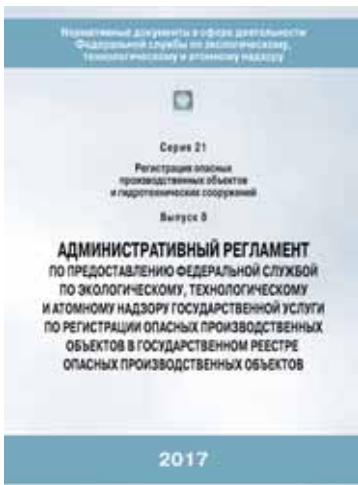 Нормативные документы в сфере деятельности
Федеральной службы по экологическому,
технологическому и атомному надзору
Серия 21
Регистрация опасных
производственных объектов
и гидротехнических сооружений
Выпуск 8
АДМИНИСТРАТИВНЫЙ РЕГЛАМЕНТ
ПО ПРЕДОСТАВЛЕНИЮ ФЕДЕРАЛЬНОЙ СЛУЖБОЙ
ПО ЭКОЛОГИЧЕСКОМУ, ТЕХНОЛОГИЧЕСКОМУ
И АТОМНОМУ НАДЗОРУ ГОСУДАРСТВЕННОЙ УСЛУГИ
ПО РЕГИСТРАЦИИ ОПАСНЫХ ПРОИЗВОДСТВЕННЫХ
ОБЪЕКТОВ В ГОСУДАРСТВЕННОМ РЕЕСТРЕ
ОПАСНЫХ ПРОИЗВОДСТВЕННЫХ ОБЪЕКТОВ
2017